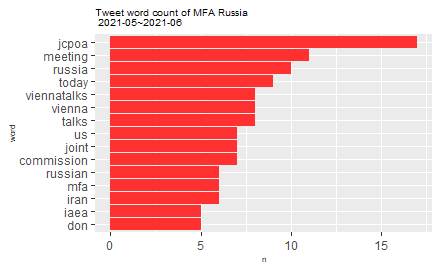 Tweet word count of MFA Russia
2021-05~2021-06
word
jcpoa
meeting
russia
today
viennatalks
vienna
talks
us
joint
commission
russian
mfa
iran
iaea
don
0 5 10 15
n